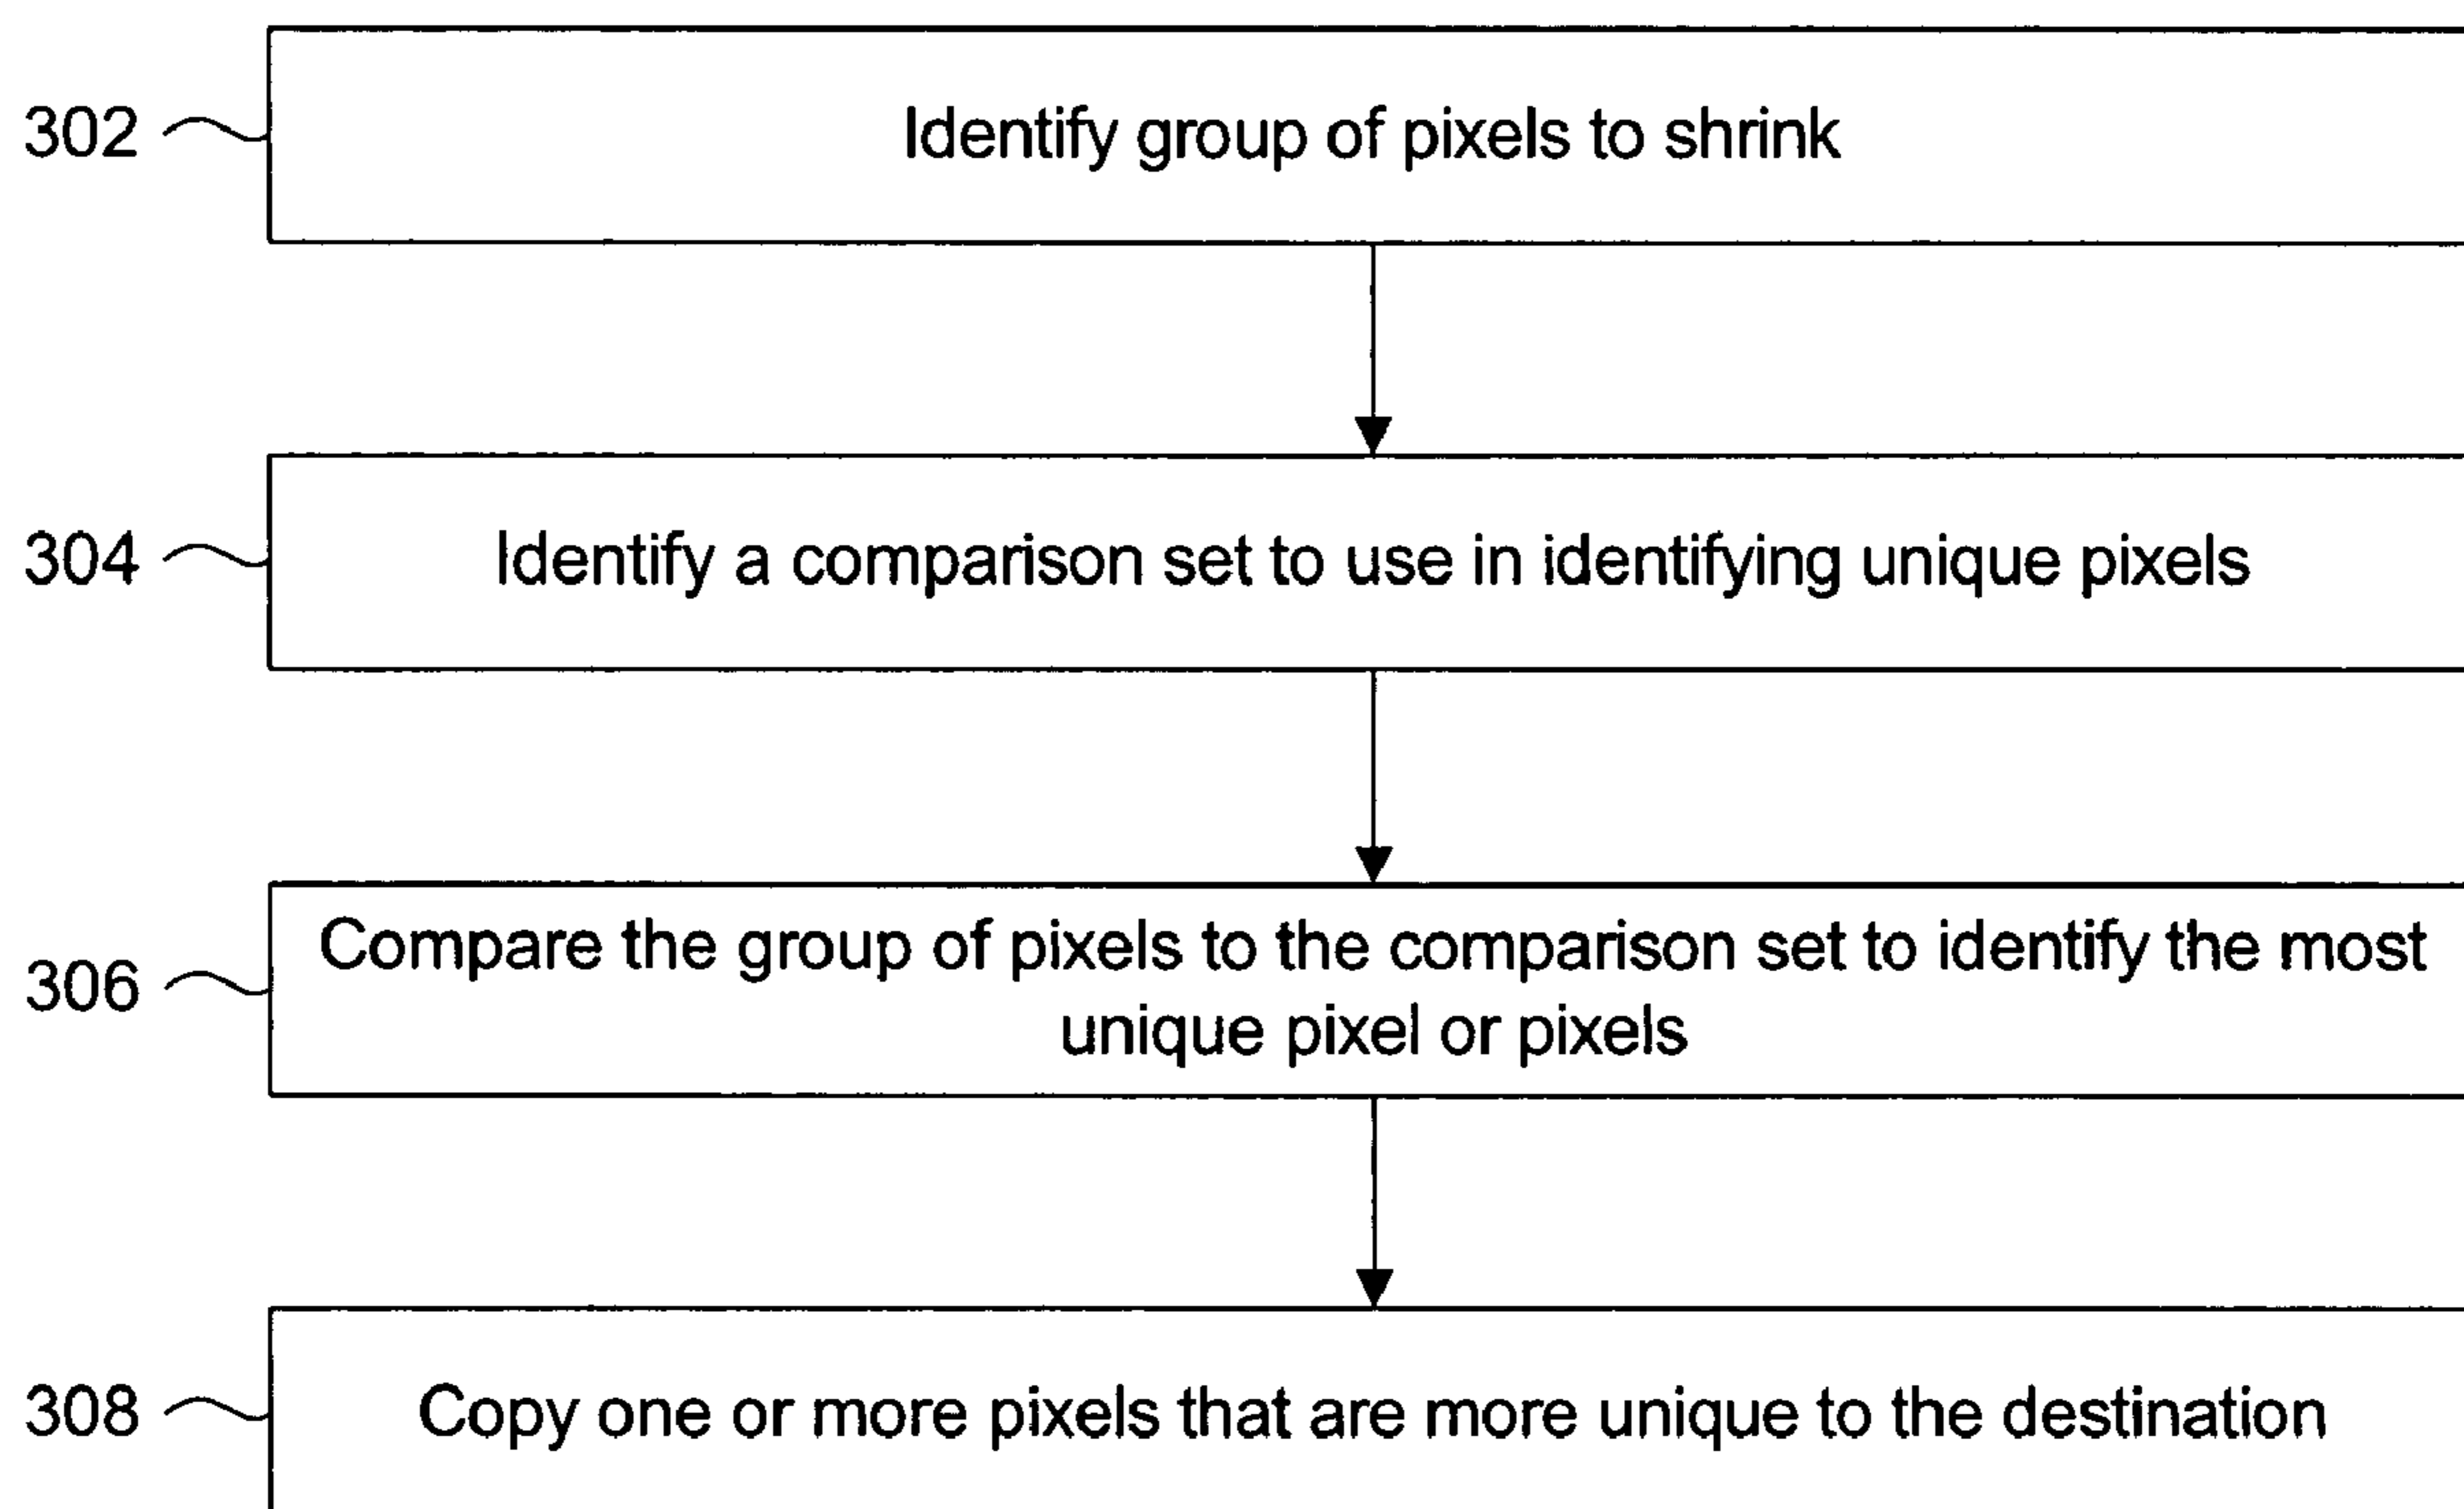 302
Identify group of pixels to shrink
304
Identify a comparison set to use in identifying unique pixels
306
Compare the group of pixels to the comparison set to identify the most
unique pixel or pixels
308
Copy one or more pixels that are more unique to the destination